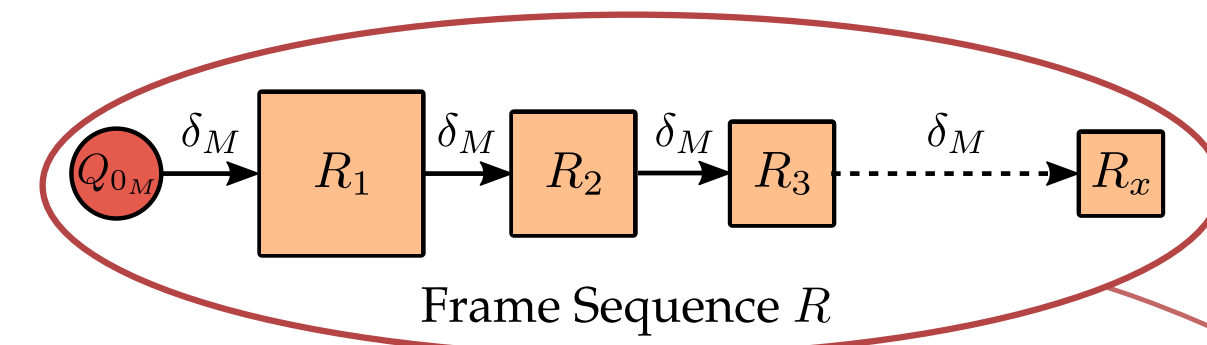 δ_M δ_M δ_M δ_M
Q_{0_M} R_1 R_2 R_3 R_x
Frame Sequence R